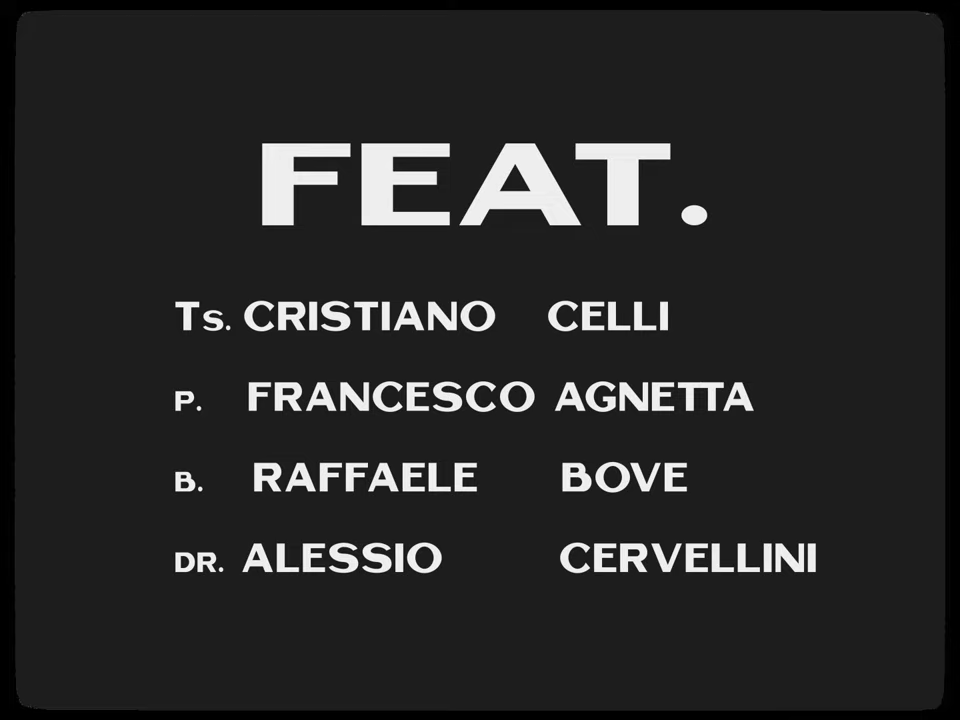 FEAT.
Ts. CRISTIANO CELLI
P. FRANCESCO AGNETTA
B. RAFFAELE BOVE
DR. ALESSIO CERVELLINI